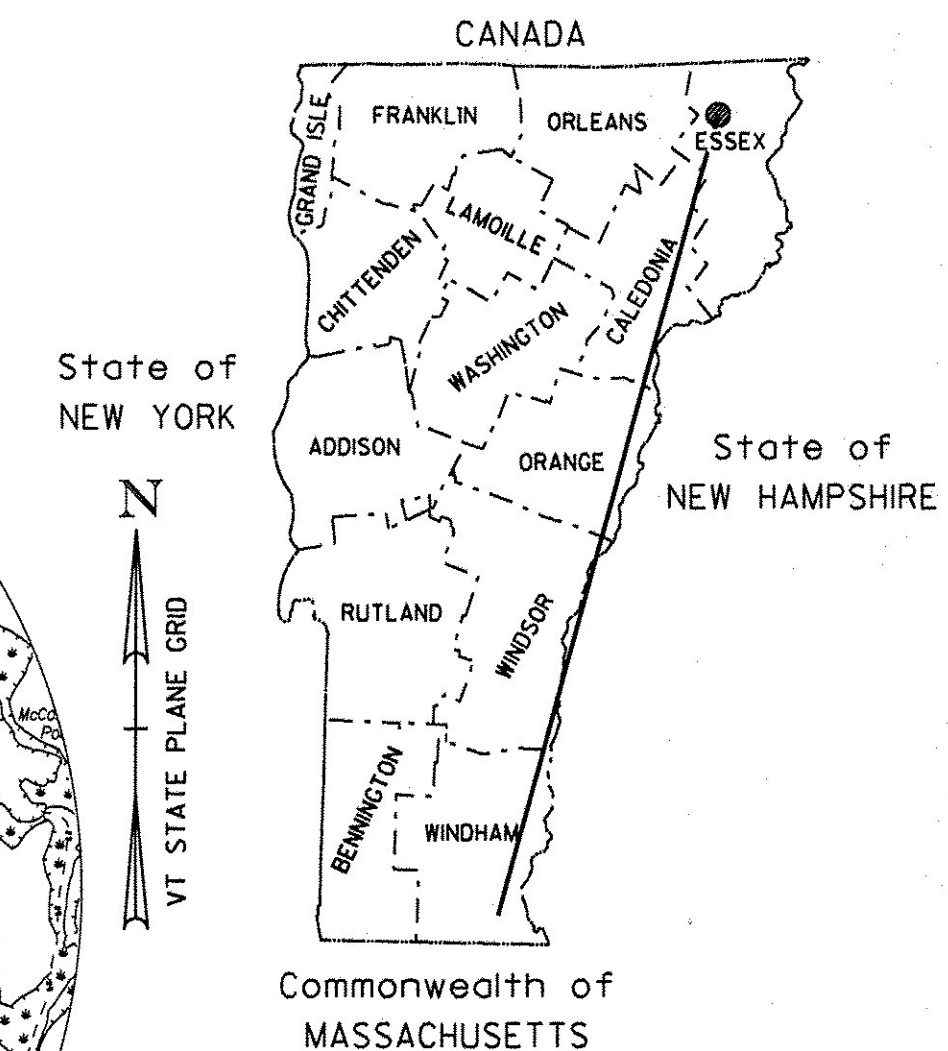 CANADA
GRAND ISLE
FRANKLIN
ORLEANS
ESSEX
LAMOILLE
CHITTENDEN
CALEDONIA
WASHINGTON
State of
NEW YORK
ADDISON
ORANGE
State of
NEW HAMPSHIRE
N
VT STATE PLANE GRID
RUTLAND
WINDSOR
BENNINGTON
WINDHAM
Commonwealth of
MASSACHUSETTS